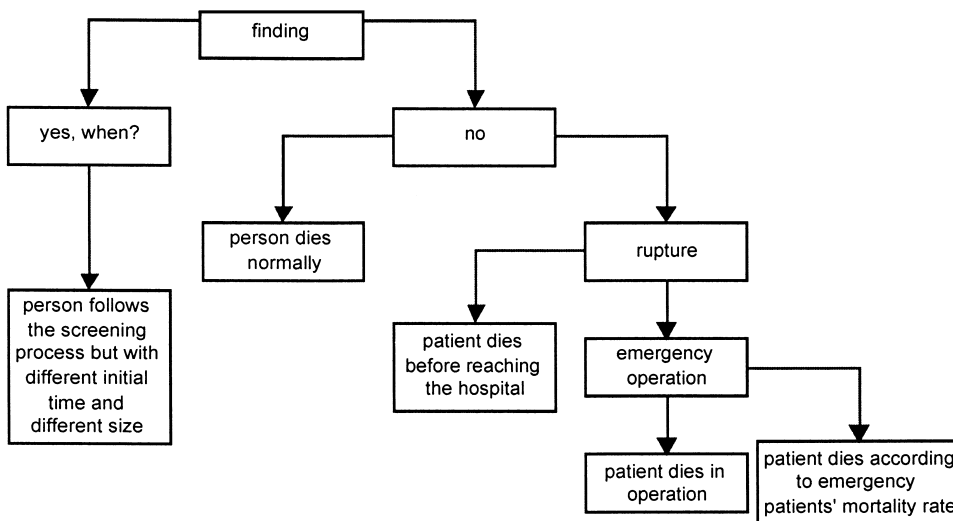 finding
yes, when?
no
person dies
normally
rupture
person follows
the screening
process but with
different initial
time and
different size
patient dies
before reaching
the hospital
emergency
operation
patient dies in
operation
patient dies according
to emergency
patients' mortality rate